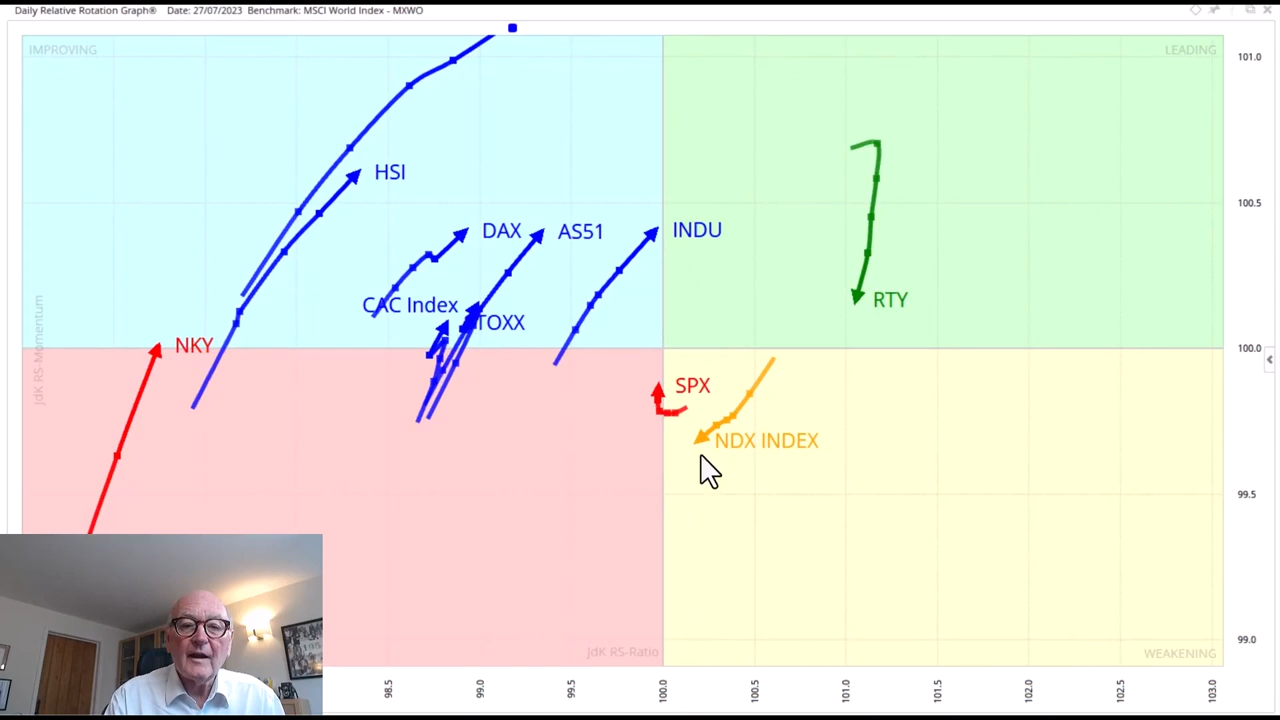 Daily Relative Rotation Graph® Date: 27/07/2023 Benchmark: MSCI World Index - MXWO
IMPROVING
LEADING
101.0
HSI
100.5
DAX
AS51
INDU
CAC Index
RTY
TOXX
NKY
100.0
JdK RS-Momentum
SPX
NDX INDEX
99.5
99.0
JdK RS-Ratio
WEAKENING
98.5 99.0 99.5 100.0 100.5 101.0 101.5 102.0 102.5 103.0